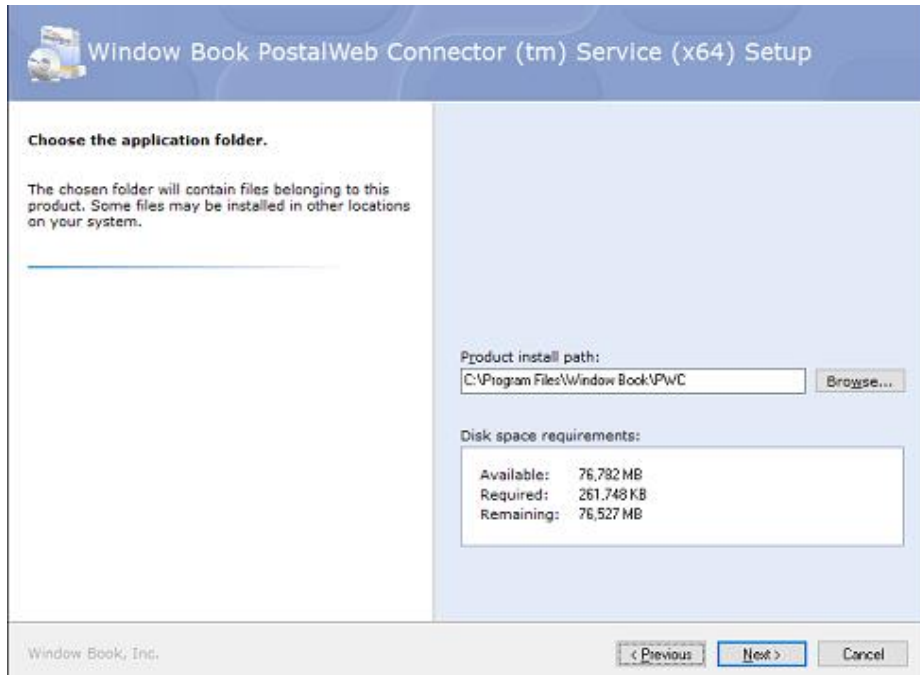 Window Book PostalWeb Connector (tm) Service (x64) Setup
Choose the application folder.
The chosen folder will contain files belonging to this
product. Some files may be installed in other locations
on your system.
Product install path:
C:\Program Files\Window Book\PWC
Browse...
Disk space requirements:
Available: 76,782 MB
Required: 261,748 KB
Remaining: 76,527 MB
Window Book, Inc.
< Previous
Next >
Cancel